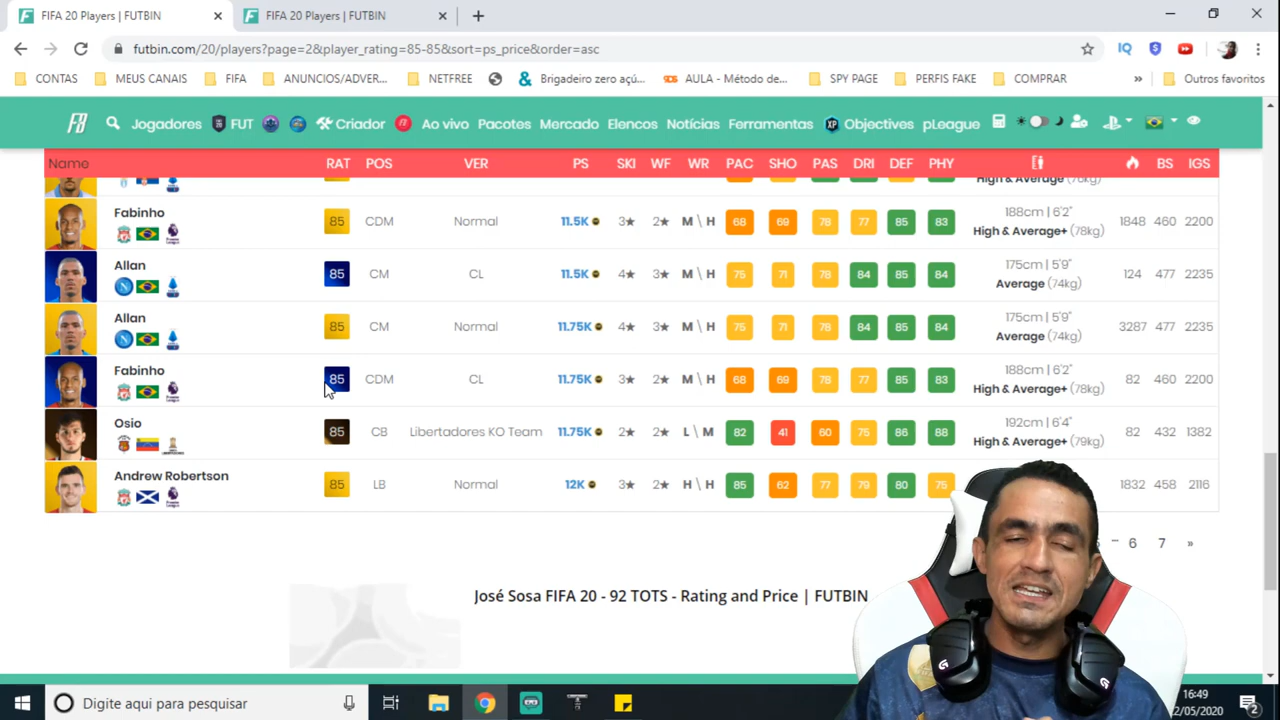 FIFA 20 Players | FUTBIN
FIFA 20 Players | FUTBIN
futbin.com/20/players?page=2&player_rating=85-85&sort=ps_price&order=asc
CONTAS MEUS CANAIS FIFA ANUNCIOS/ADVER... NETFREE Brigadeiro zero açú... AULA - Método de... SPY PAGE PERFIS FAKE COMPRAR » Outros favoritos
Jogadores FUT Criador Ao vivo Pacotes Mercado Elencos Notícias Ferramentas Objectives pLeague
Name RAT POS VER PS SKI WF WR PAC SHO PAS DRI DEF PHY BS IGS
High & Average+ (76kg)
Fabinho 85 CDM Normal 11.5K 3★ 2★ M \ H 68 69 78 77 85 83 188cm | 6'2" High & Average+ (78kg) 1848 460 2200
Allan 85 CM CL 11.5K 4★ 3★ M \ H 75 71 78 84 85 84 175cm | 5'9" Average (74kg) 124 477 2235
Allan 85 CM Normal 11.75K 4★ 3★ M \ H 75 71 78 84 85 84 175cm | 5'9" Average (74kg) 3287 477 2235
Fabinho 85 CDM CL 11.75K 3★ 2★ M \ H 68 69 78 77 85 83 188cm | 6'2" High & Average+ (78kg) 82 460 2200
Osio 85 CB Libertadores KO Team 11.75K 2★ 2★ L \ M 82 41 60 75 86 88 192cm | 6'4" High & Average+ (79kg) 82 432 1382
Andrew Robertson 85 LB Normal 12K 3★ 2★ H \ H 85 62 77 79 80 75 1832 458 2116
6 7 »
José Sosa FIFA 20 - 92 TOTS - Rating and Price | FUTBIN
Digite aqui para pesquisar
16:49
2/05/2020
2